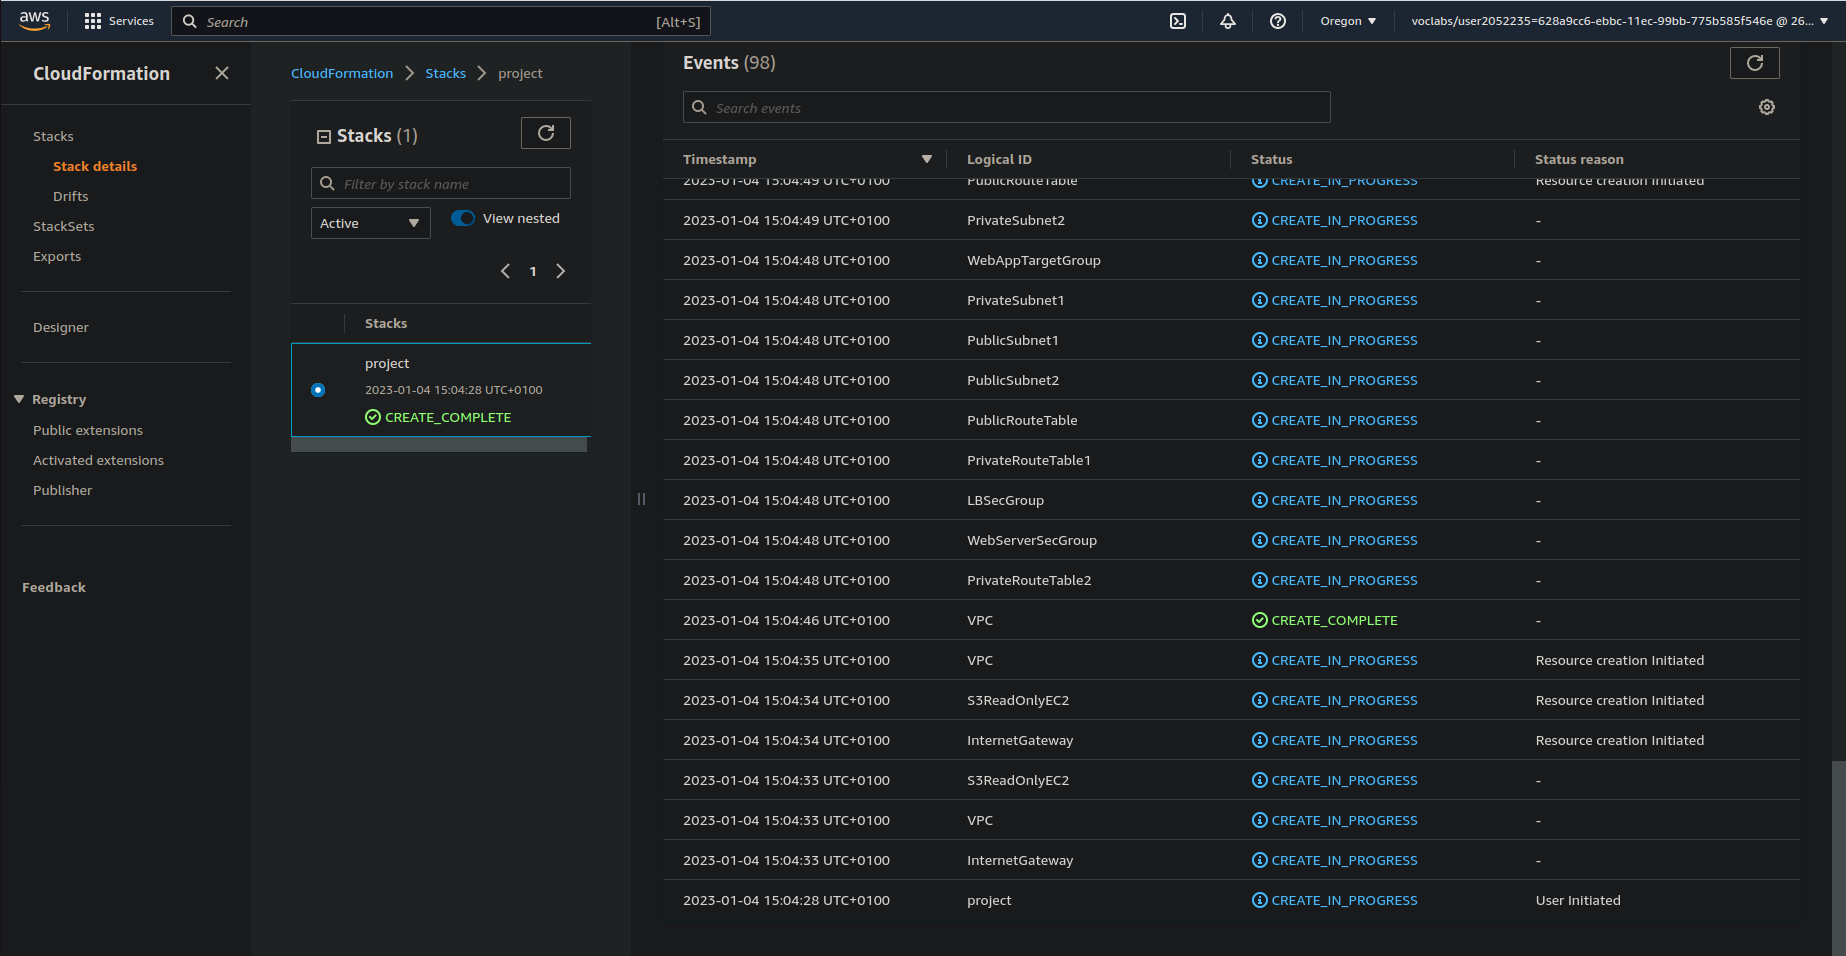 aws Services Search [Alt+S] Oregon voclabs/user2052235=628a9cc6-ebbc-11ec-99bb-775b585f546e @ 26...
CloudFormation
Stacks
Stack details
Drifts
StackSets
Exports
Designer
Registry
Public extensions
Activated extensions
Publisher
Feedback
CloudFormation Stacks project
Stacks (1)
Filter by stack name
Active View nested
1
Stacks
project
2023-01-04 15:04:28 UTC+0100
CREATE_COMPLETE
Events (98)
Search events
Timestamp Logical ID Status Status reason
2023-01-04 15:04:49 UTC+0100 PublicRouteTable CREATE_IN_PROGRESS Resource creation Initiated
2023-01-04 15:04:49 UTC+0100 PrivateSubnet2 CREATE_IN_PROGRESS -
2023-01-04 15:04:48 UTC+0100 WebAppTargetGroup CREATE_IN_PROGRESS -
2023-01-04 15:04:48 UTC+0100 PrivateSubnet1 CREATE_IN_PROGRESS -
2023-01-04 15:04:48 UTC+0100 PublicSubnet1 CREATE_IN_PROGRESS -
2023-01-04 15:04:48 UTC+0100 PublicSubnet2 CREATE_IN_PROGRESS -
2023-01-04 15:04:48 UTC+0100 PublicRouteTable CREATE_IN_PROGRESS -
2023-01-04 15:04:48 UTC+0100 PrivateRouteTable1 CREATE_IN_PROGRESS -
2023-01-04 15:04:48 UTC+0100 LBSecGroup CREATE_IN_PROGRESS -
2023-01-04 15:04:48 UTC+0100 WebServerSecGroup CREATE_IN_PROGRESS -
2023-01-04 15:04:48 UTC+0100 PrivateRouteTable2 CREATE_IN_PROGRESS -
2023-01-04 15:04:46 UTC+0100 VPC CREATE_COMPLETE -
2023-01-04 15:04:35 UTC+0100 VPC CREATE_IN_PROGRESS Resource creation Initiated
2023-01-04 15:04:34 UTC+0100 S3ReadOnlyEC2 CREATE_IN_PROGRESS Resource creation Initiated
2023-01-04 15:04:34 UTC+0100 InternetGateway CREATE_IN_PROGRESS Resource creation Initiated
2023-01-04 15:04:33 UTC+0100 S3ReadOnlyEC2 CREATE_IN_PROGRESS -
2023-01-04 15:04:33 UTC+0100 VPC CREATE_IN_PROGRESS -
2023-01-04 15:04:33 UTC+0100 InternetGateway CREATE_IN_PROGRESS -
2023-01-04 15:04:28 UTC+0100 project CREATE_IN_PROGRESS User Initiated